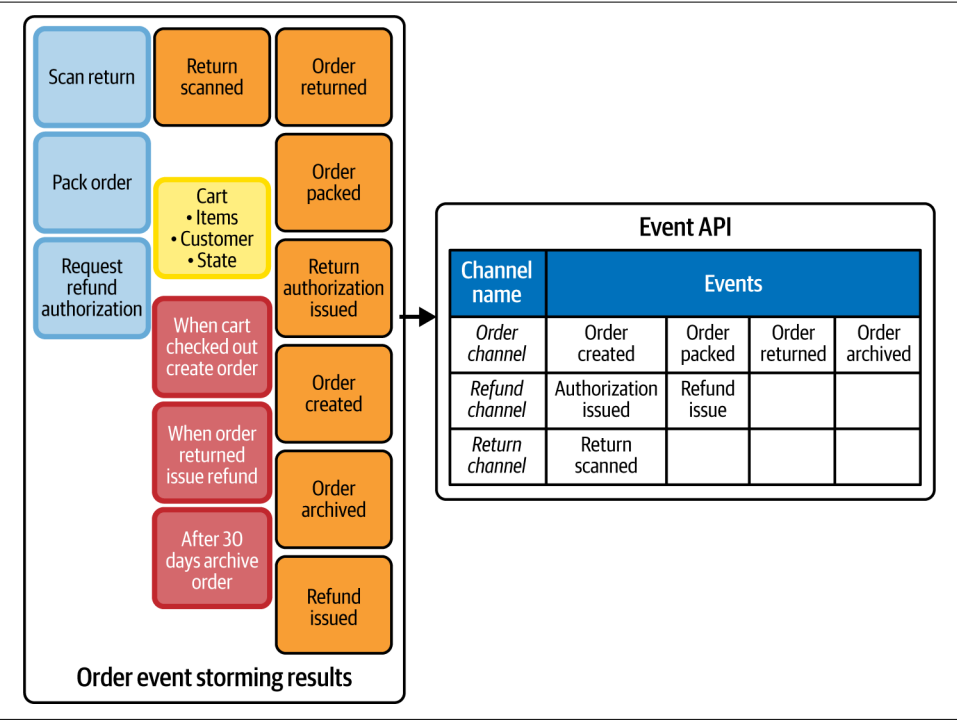 Scan return
Return
scanned
Order
returned
Pack order
Cart
• Items
• Customer
• State
Order
packed
Request
refund
authorization
Return
authorization
issued
When cart
checked out
create order
Order
created
When order
returned
issue refund
Order
archived
After 30
days archive
order
Refund
issued
Order event storming results
Event API
Channel
name
Events
Order
channel
Order
created
Order
packed
Order
returned
Order
archived
Refund
channel
Authorization
issued
Refund
issue
Return
channel
Return
scanned